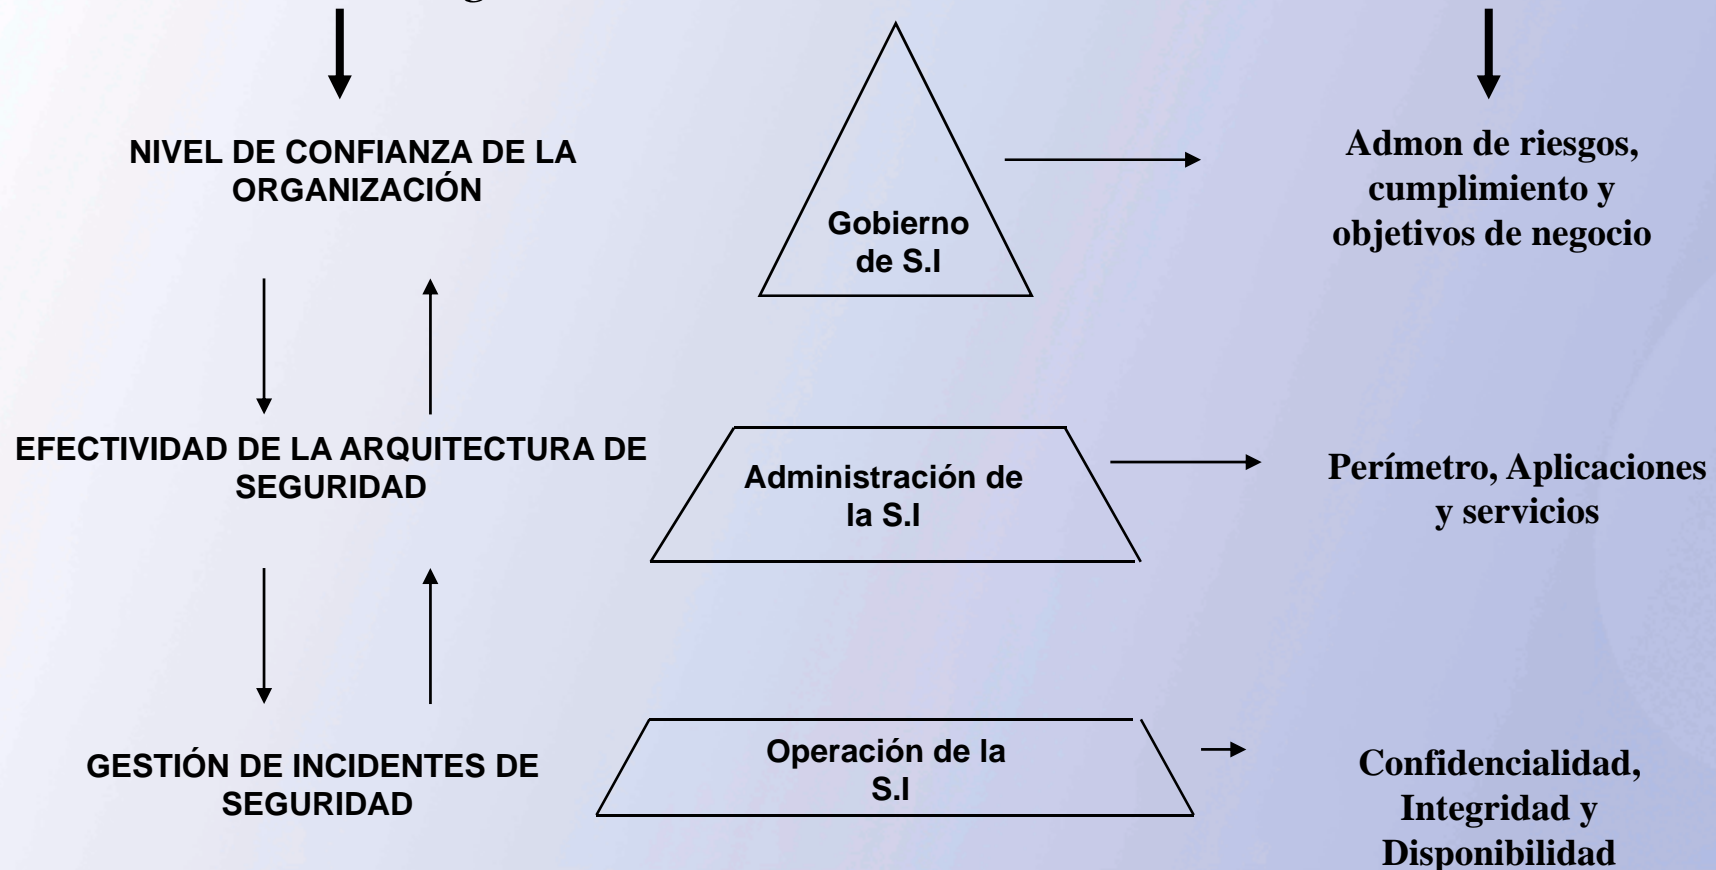 NIVEL DE CONFIANZA DE LA
ORGANIZACIÓN
Gobierno
de S.I
Admon de riesgos,
cumplimiento y
objetivos de negocio
EFECTIVIDAD DE LA ARQUITECTURA DE
SEGURIDAD
Administración de
la S.I
Perímetro, Aplicaciones
y servicios
GESTIÓN DE INCIDENTES DE
SEGURIDAD
Operación de la
S.I
Confidencialidad,
Integridad y
Disponibilidad